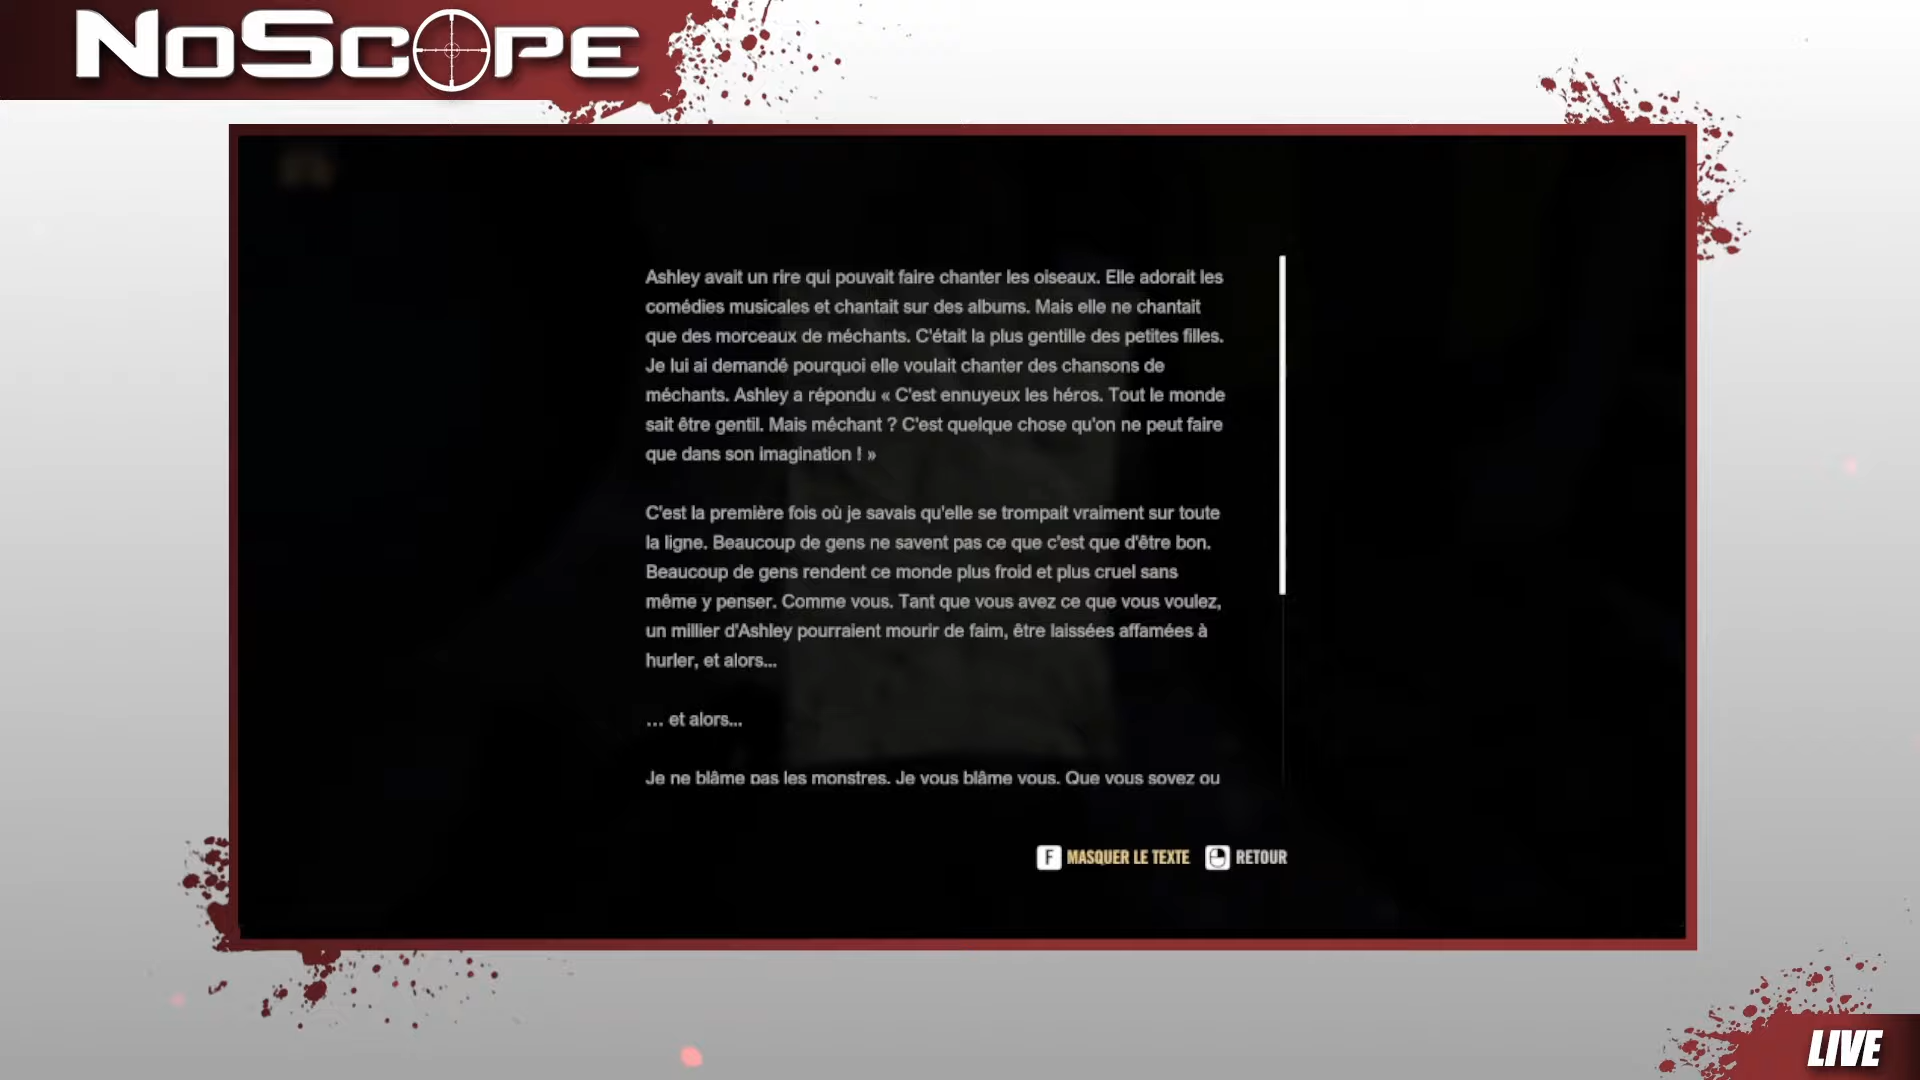 NoScope
Ashley avait un rire qui pouvait faire chanter les oiseaux. Elle adorait les
comédies musicales et chantait sur des albums. Mais elle ne chantait
que des morceaux de méchants. C'était la plus gentille des petites filles.
Je lui ai demandé pourquoi elle voulait chanter des chansons de
méchants. Ashley a répondu « C'est ennuyeux les héros. Tout le monde
sait être gentil. Mais méchant ? C'est quelque chose qu'on ne peut faire
que dans son imagination ! »
C'est la première fois où je savais qu'elle se trompait vraiment sur toute
la ligne. Beaucoup de gens ne savent pas ce que c'est que d'être bon.
Beaucoup de gens rendent ce monde plus froid et plus cruel sans
même y penser. Comme vous. Tant que vous avez ce que vous voulez,
un millier d'Ashley pourraient mourir de faim, être laissées affamées à
hurler, et alors...
... et alors...
Je ne blâme pas les monstres. Je vous blâme vous. Que vous soyez ou
F MASQUER LE TEXTE RETOUR
LIVE